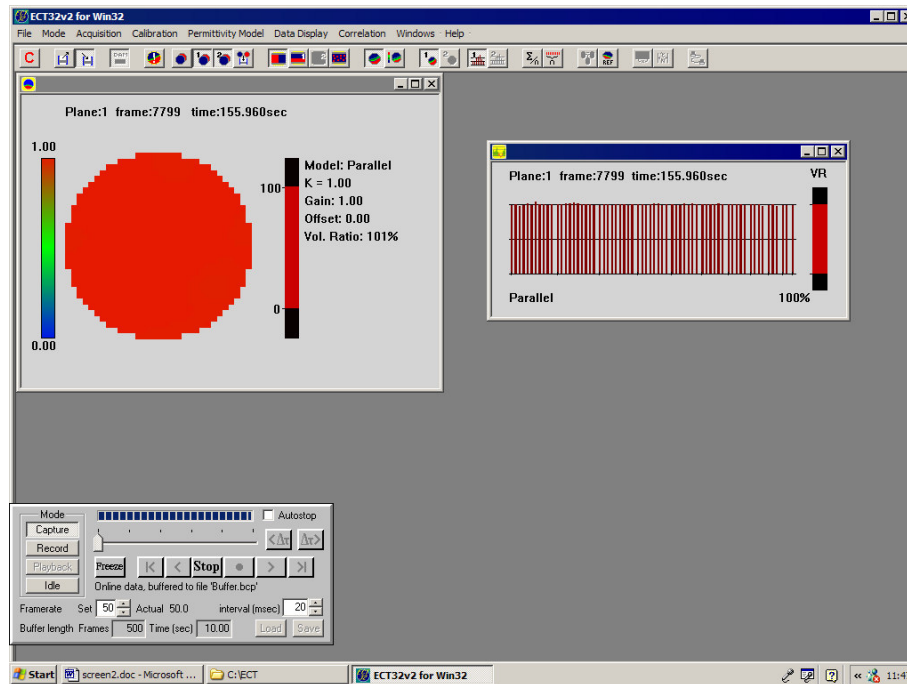 ECT32v2 for Win32
File Mode Acquisition Calibration Permittivity Model Data Display Correlation Windows Help
Plane:1 frame:7799 time:155.960sec
1.00
0.00
100
0
Model: Parallel
K = 1.00
Gain: 1.00
Offset: 0.00
Vol. Ratio: 101%
Plane:1 frame:7799 time:155.960sec VR
Parallel 100%
Mode
Capture
Record
Playback
Idle
Autostop
<Δτ Δτ>
Freeze Stop
Online data, buffered to file 'Buffer.bcp'
Framerate Set 50 Actual 50.0 interval (msec) 20
Buffer length Frames 500 Time (sec) 10.00 Load Save
Start screen2.doc - Microsoft ... C:\ECT ECT32v2 for Win32